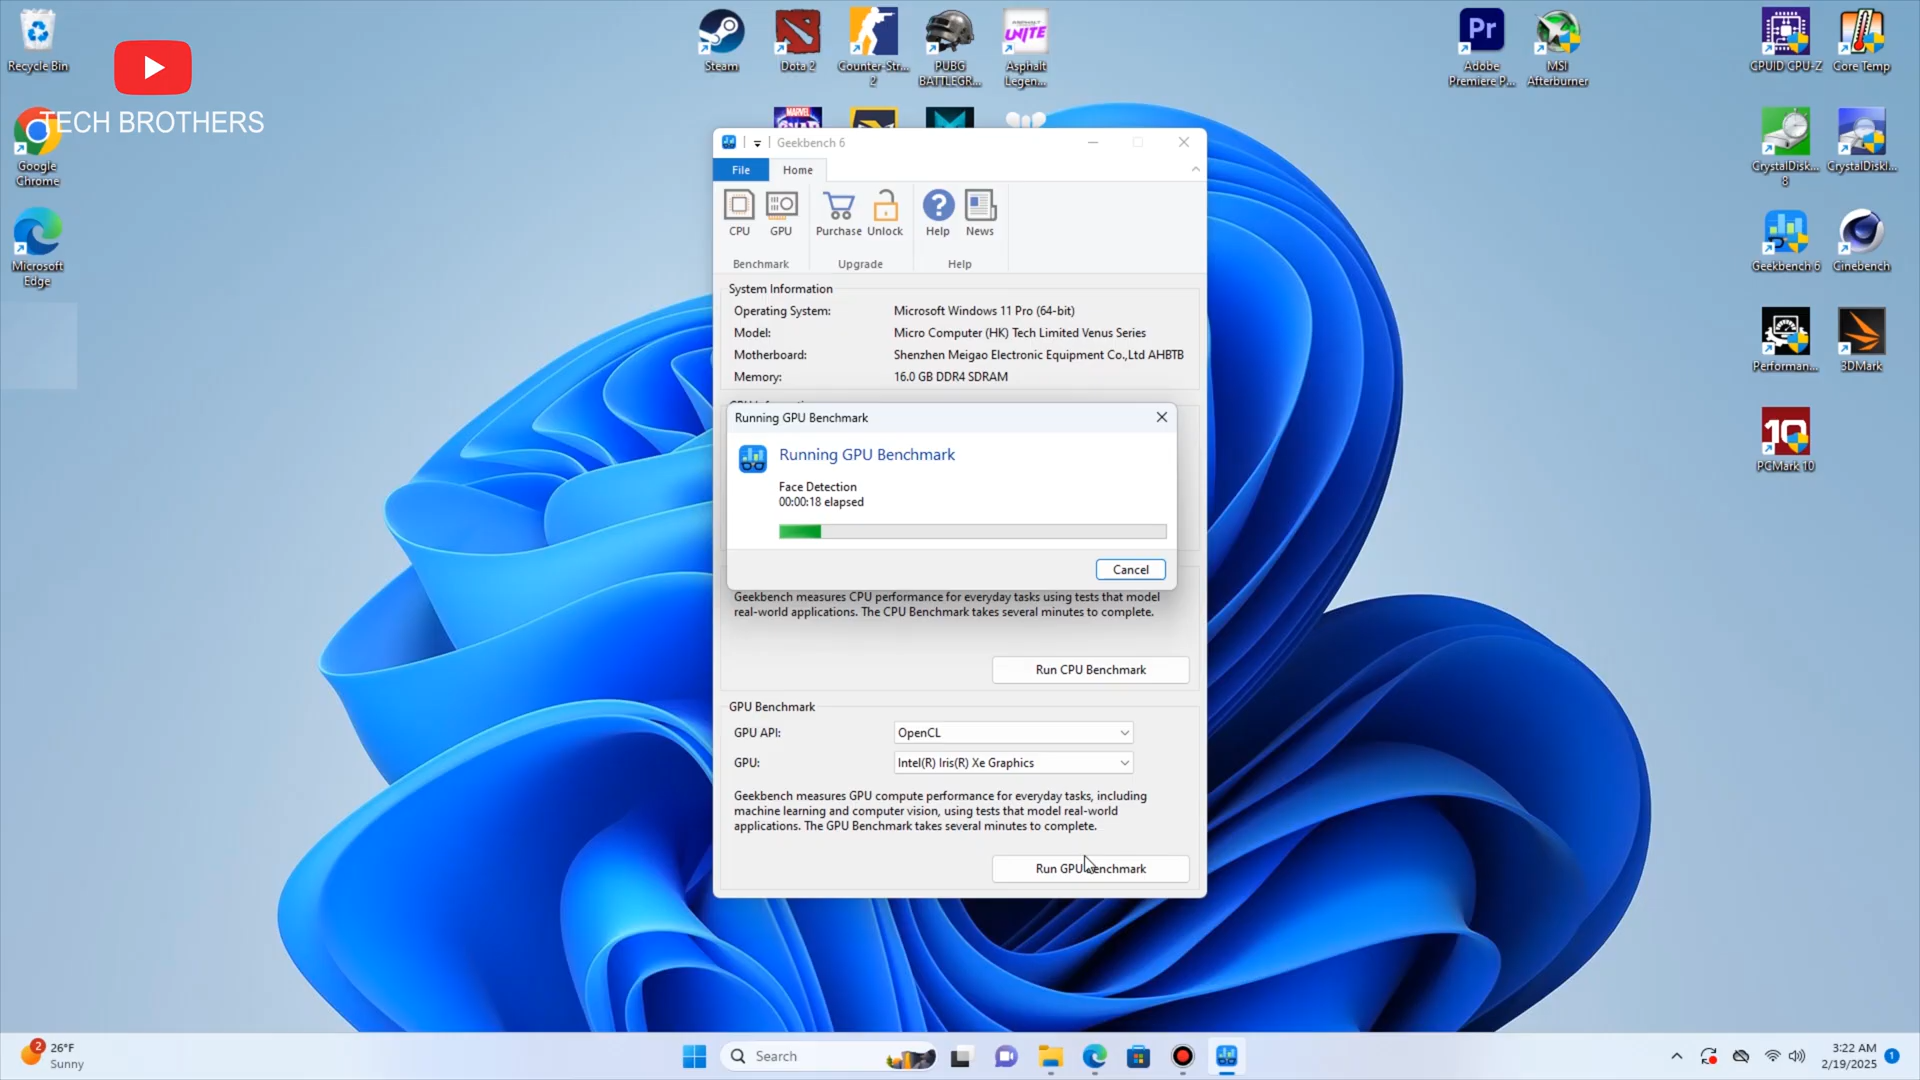 Recycle Bin
TECH BROTHERS
Google
Chrome
Microsoft
Edge
Steam
Dota 2
Counter-Str...
2
PUBG
BATTLEGR...
Asphalt
Legen...
ASPHALT
UNITE
MARVEL
SNAP
Pr
Adobe
Premiere P...
MSI
Afterburner
CPUID CPU-Z
Core Temp
CrystalDisk...
8
CrystalDiskI...
Geekbench 6
Cinebench
Performan...
3DMark
10
PCMark 10
Geekbench 6
File
Home
CPU
GPU
Purchase
Unlock
Help
News
Benchmark
Upgrade
Help
System Information
Operating System:
Microsoft Windows 11 Pro (64-bit)
Model:
Micro Computer (HK) Tech Limited Venus Series
Motherboard:
Shenzhen Meigao Electronic Equipment Co.,Ltd AHBTB
Memory:
16.0 GB DDR4 SDRAM
Running GPU Benchmark
Running GPU Benchmark
Face Detection
00:00:18 elapsed
Cancel
Geekbench measures CPU performance for everyday tasks using tests that model
real-world applications. The CPU Benchmark takes several minutes to complete.
Run CPU Benchmark
GPU Benchmark
GPU API:
OpenCL
GPU:
Intel(R) Iris(R) Xe Graphics
Geekbench measures GPU compute performance for everyday tasks, including
machine learning and computer vision, using tests that model real-world
applications. The GPU Benchmark takes several minutes to complete.
Run GPU Benchmark
2
26°F
Sunny
Search
3:22 AM
2/19/2025
1